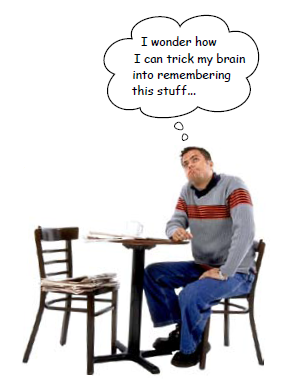 I wonder how
I can trick my brain
into remembering
this stuff...